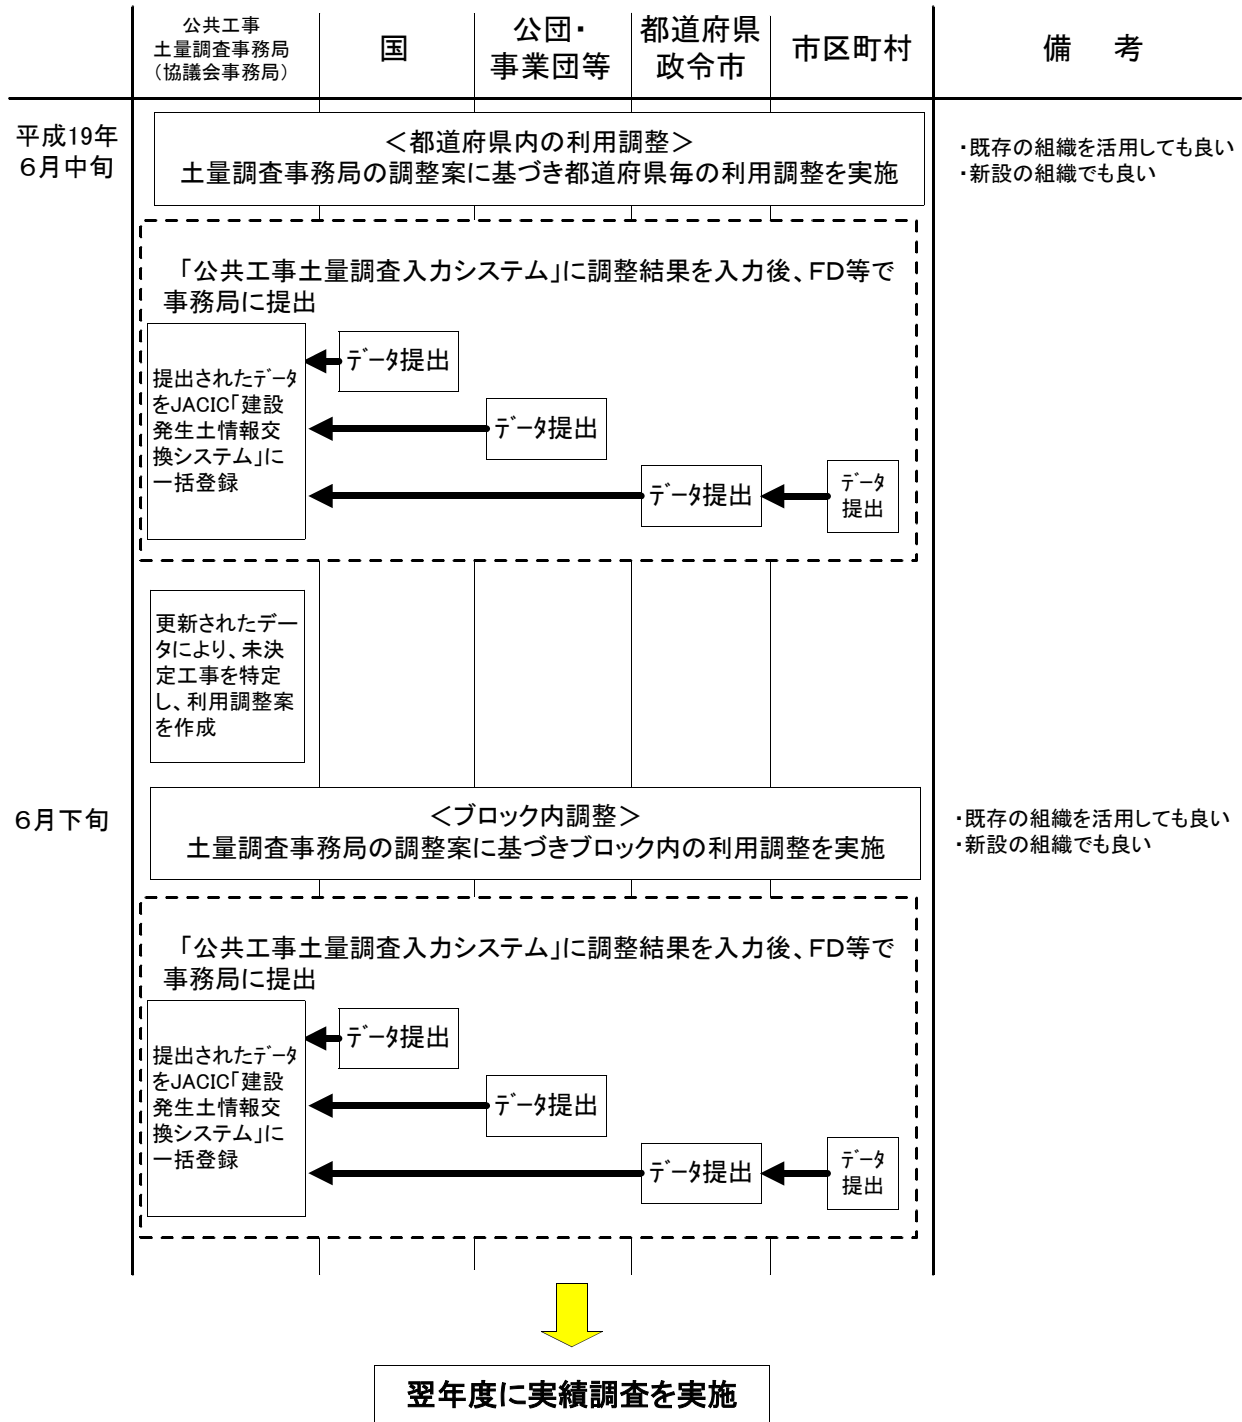 公共工事
土量調査事務局
（協議会事務局）
国
公団・
事業団等
都道府県
政令市
市区町村
備　考
平成19年
６月中旬
＜都道府県内の利用調整＞
土量調査事務局の調整案に基づき都道府県毎の利用調整を実施
・既存の組織を活用しても良い
・新設の組織でも良い
「公共工事土量調査入力システム」に調整結果を入力後、ＦＤ等で
事務局に提出
提出されたﾃﾞｰﾀ
をJACIC「建設
発生土情報交
換システム」に
一括登録
ﾃﾞｰﾀ提出
ﾃﾞｰﾀ提出
ﾃﾞｰﾀ提出
ﾃﾞｰﾀ
提出
更新されたデー
タにより、未決
定工事を特定
し、利用調整案
を作成
６月下旬
＜ブロック内調整＞
土量調査事務局の調整案に基づきブロック内の利用調整を実施
・既存の組織を活用しても良い
・新設の組織でも良い
「公共工事土量調査入力システム」に調整結果を入力後、ＦＤ等で
事務局に提出
提出されたﾃﾞｰﾀ
をJACIC「建設
発生土情報交
換システム」に
一括登録
ﾃﾞｰﾀ提出
ﾃﾞｰﾀ提出
ﾃﾞｰﾀ提出
ﾃﾞｰﾀ
提出
翌年度に実績調査を実施